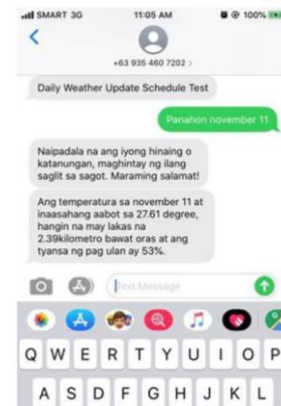 SMART 3G 11:05 AM 100%
+63 935 460 7202 >
Daily Weather Update Schedule Test
Panahon november 11
Naipadala na ang iyong hinaing o
katanungan, maghintay ng ilang
saglit sa sagot. Maraming salamat!
Ang temperatura sa november 11 at
inaasahang aabot sa 27.61 degree,
hangin na may lakas na
2.39kilometro bawat oras at ang
tyansa ng pag ulan ay 53%.
Text Message
Q W E R T Y U I O P
A S D F G H J K L